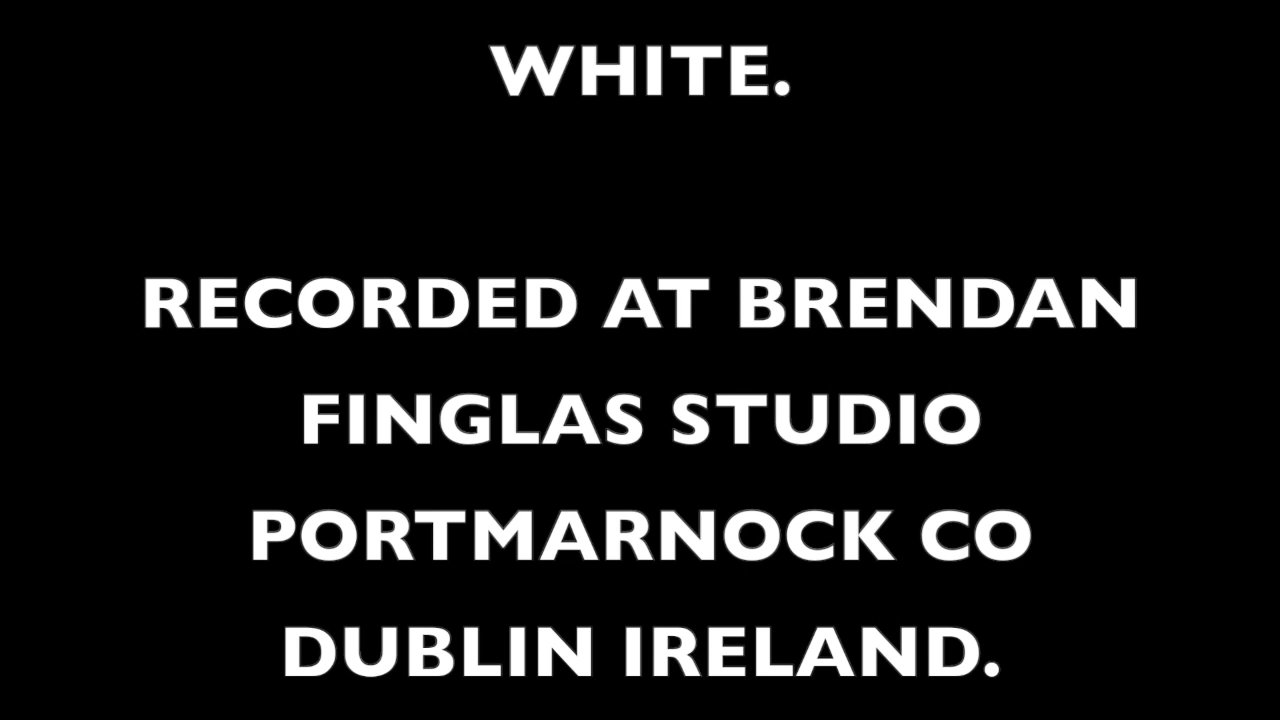 WHITE.
RECORDED AT BRENDAN
FINGLAS STUDIO
PORTMARNOCK CO
DUBLIN IRELAND.